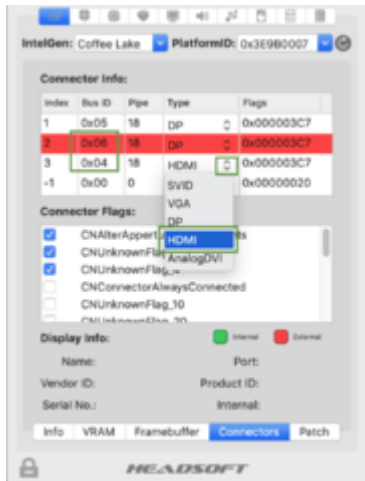 IntelGen: Coffee Lake PlatformID: 0x3E9B0007
Connector Info:
Index Bus ID Pipe Type Flags
1 0x05 18 DP 0x000003C7
2 0x06 18 DP 0x000003C7
3 0x04 18 HDMI 0x000003C7
-1 0x00 0 0x00000020
SVID
VGA
DP
HDMI
AnalogDVI
Connector Flags:
CNAlterAppert
CNUnknownFla
CNUnknownFlag_4
CNConnectorAlwaysConnected
CNUnknownFlag_10
CNUnknownFlag_20
Display Info: Internal External
Name: Port:
Vendor ID: Product ID:
Serial No.: Internal:
Info VRAM Framebuffer Connectors Patch
HEADSOFT